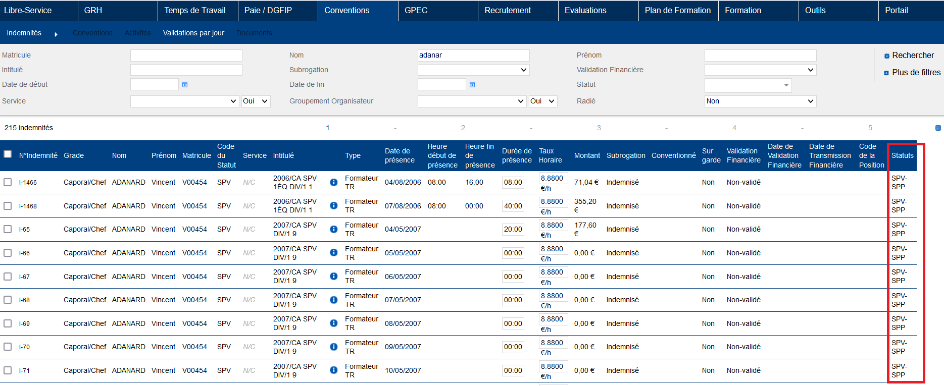 Libre-Service GRH Temps de Travail Paie / DGFIP Conventions GPEC Recrutement Evaluations Plan de Formation Formation Outils Portail
Indemnités Conventions Activités Validations par jour Documents
Matricule Nom adanar Prénom Rechercher
Intitulé Subrogation Validation Financière Plus de filtres
Date de début Date de fin Statut
Service Oui Groupement Organisateur Oui Radié Non
215 Indemnités 1 - 2 - 3 - 4 - 5
N°Indemnité Grade Nom Prénom Matricule Code du Statut Service Intitulé Type Date de présence Heure début de présence Heure fin de présence Durée de présence Taux Horaire Montant Subrogation Conventionné Sur garde Validation Financière Date de Validation Financière Date de Transmission Financière Code de la Position Statuts
I-1466 Caporal/Chef ADANARD Vincent V00454 SPV N/C 2006/CA SPV 1ÉQ DIV/1 1 Formateur TR 04/08/2006 08:00 16:00 08:00 8.8800 €/h 71,04 € Indemnisé Non Non-validé SPV-SPP
I-1468 Caporal/Chef ADANARD Vincent V00454 SPV N/C 2006/CA SPV 1ÉQ DIV/1 1 Formateur TR 07/08/2006 08:00 00:00 40:00 8.8800 €/h 355,20 € Indemnisé Non Non-validé SPV-SPP
I-65 Caporal/Chef ADANARD Vincent V00454 SPV N/C 2007/CA SPV DIV/1 9 Formateur TR 04/05/2007 20:00 8.8800 €/h 177,60 € Indemnisé Non Non-validé SPV-SPP
I-66 Caporal/Chef ADANARD Vincent V00454 SPV N/C 2007/CA SPV DIV/1 9 Formateur TR 05/05/2007 00:00 8.8800 €/h 0,00 € Indemnisé Non Non-validé SPV-SPP
I-67 Caporal/Chef ADANARD Vincent V00454 SPV N/C 2007/CA SPV DIV/1 9 Formateur TR 06/05/2007 00:00 8.8800 €/h 0,00 € Indemnisé Non Non-validé SPV-SPP
I-68 Caporal/Chef ADANARD Vincent V00454 SPV N/C 2007/CA SPV DIV/1 9 Formateur TR 07/05/2007 00:00 8.8800 €/h 0,00 € Indemnisé Non Non-validé SPV-SPP
I-69 Caporal/Chef ADANARD Vincent V00454 SPV N/C 2007/CA SPV DIV/1 9 Formateur TR 08/05/2007 00:00 8.8800 €/h 0,00 € Indemnisé Non Non-validé SPV-SPP
I-70 Caporal/Chef ADANARD Vincent V00454 SPV N/C 2007/CA SPV DIV/1 9 Formateur TR 09/05/2007 00:00 8.8800 €/h 0,00 € Indemnisé Non Non-validé SPV-SPP
I-71 Caporal/Chef ADANARD Vincent V00454 SPV N/C 2007/CA SPV DIV/1 9 Formateur TR 10/05/2007 00:00 8.8800 €/h 0,00 € Indemnisé Non Non-validé SPV-SPP